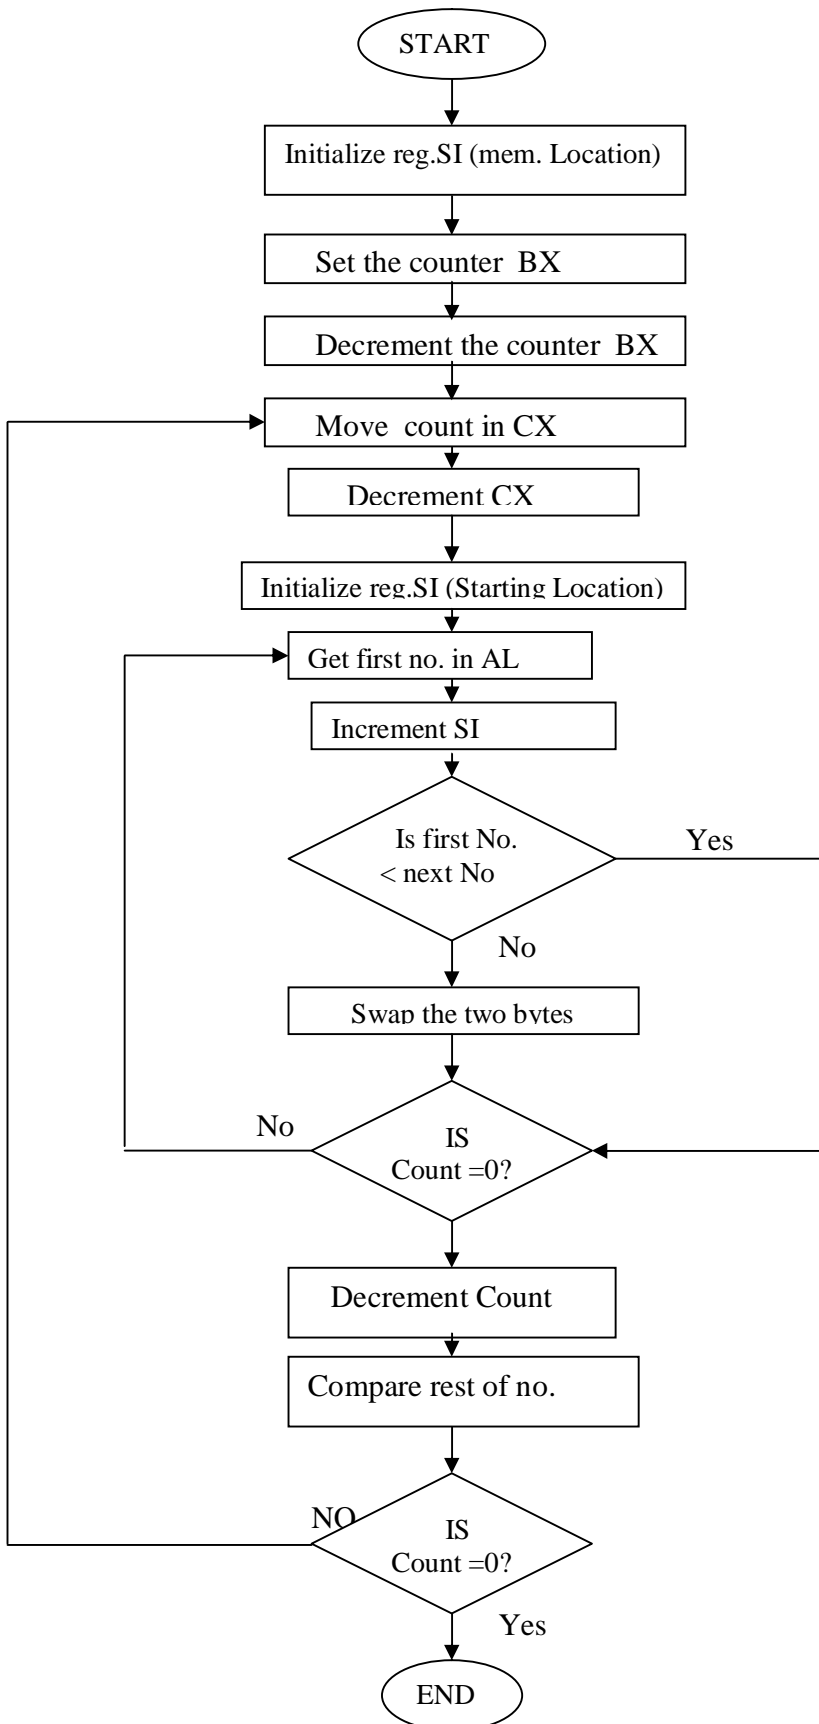 START
Initialize reg.SI (mem. Location)
Set the counter BX
Decrement the counter BX
Move count in CX
Decrement CX
Initialize reg.SI (Starting Location)
Get first no. in AL
Increment SI
Is first No.
< next No
Yes
No
Swap the two bytes
No
IS
Count =0?
Decrement Count
Compare rest of no.
NO
IS
Count =0?
Yes
END